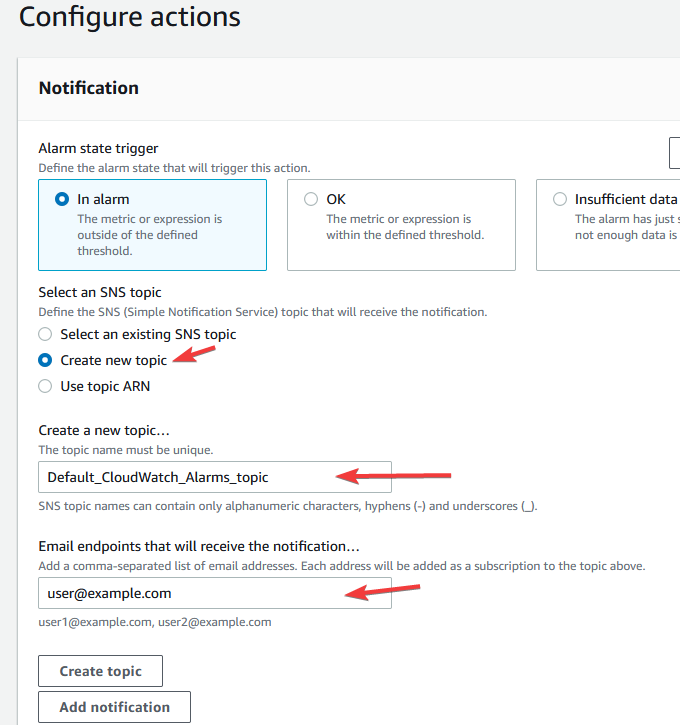 Configure actions
Notification
Alarm state trigger
Define the alarm state that will trigger this action.
In alarm
The metric or expression is
outside of the defined
threshold.
OK
The metric or expression is
within the defined threshold.
Insufficient data
The alarm has just
not enough data is
Select an SNS topic
Define the SNS (Simple Notification Service) topic that will receive the notification.
Select an existing SNS topic
Create new topic
Use topic ARN
Create a new topic…
The topic name must be unique.
Default_CloudWatch_Alarms_topic
SNS topic names can contain only alphanumeric characters, hyphens (-) and underscores (_).
Email endpoints that will receive the notification…
Add a comma-separated list of email addresses. Each address will be added as a subscription to the topic above.
user@example.com
user1@example.com, user2@example.com
Create topic
Add notification